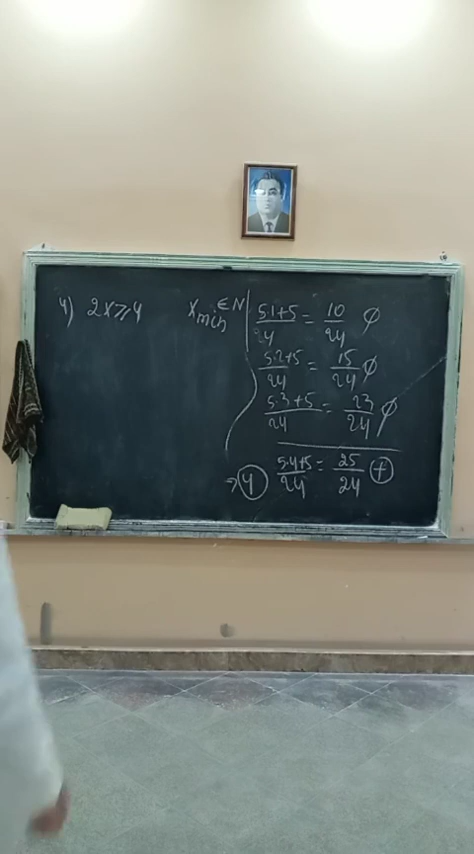 4) 2x ⩾ 4
x min ∈ N
5·1+5/24 = 10/24 ∅
5·2+5/24 = 15/24 ∅
5·3+5/24 = 23/24 ∅
⇒ 4 5·4+5/24 = 25/24 +